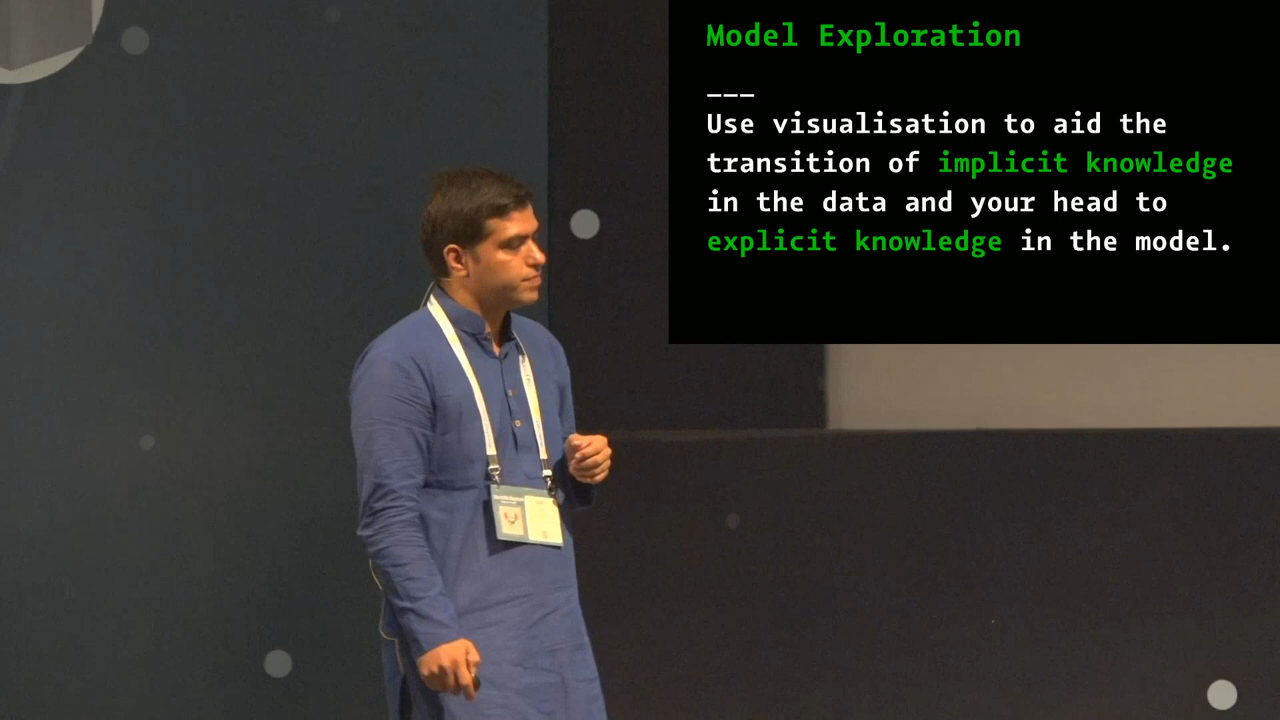 Model Exploration
___
Use visualisation to aid the
transition of implicit knowledge
in the data and your head to
explicit knowledge in the model.